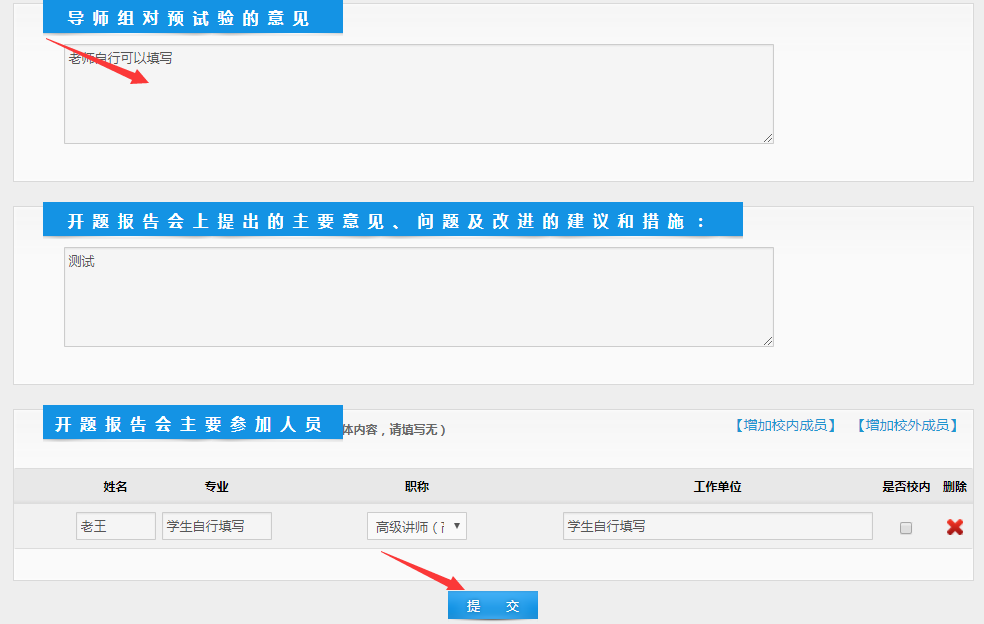 导师组对预试验的意见
老师自行可以填写
开题报告会上提出的主要意见、问题及改进的建议和措施：
测试
开题报告会主要参加人员 体内容，请填写无） 【增加校内成员】 【增加校外成员】
姓名 专业 职称 工作单位 是否校内 删除
老王 学生自行填写 高级讲师（ 学生自行填写
提 交